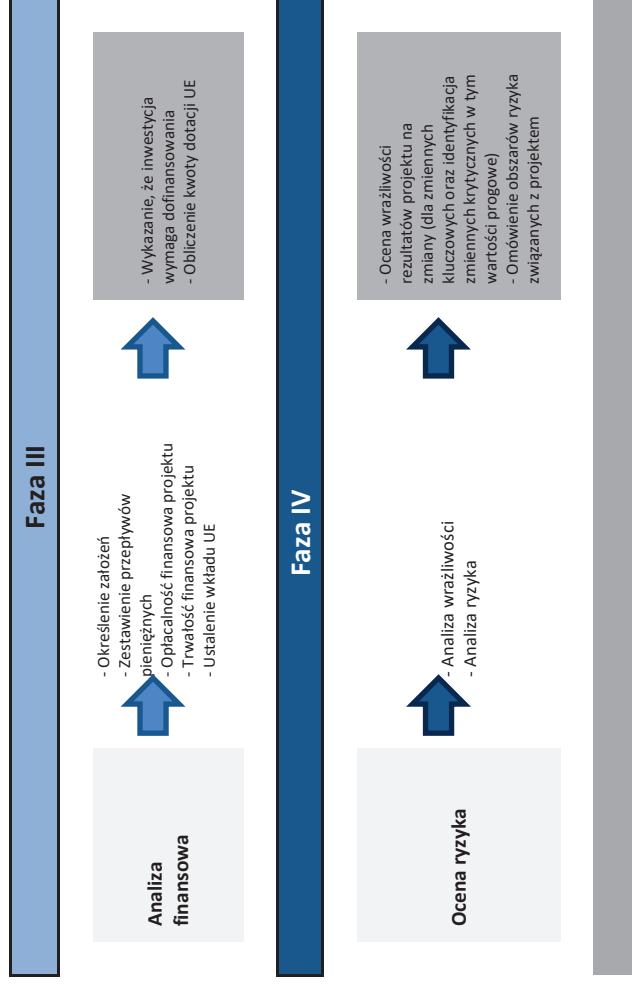 Faza III
Analiza
finansowa
- Określenie założeń
- Zestawienie przepływów
pieniężnych
- Opłacalność finansowa projektu
- Trwałość finansowa projektu
- Ustalenie wkładu UE
- Wykazanie, że inwestycja
wymaga dofinansowania
- Obliczenie kwoty dotacji UE
Faza IV
Ocena ryzyka
- Analiza wrażliwości
- Analiza ryzyka
- Ocena wrażliwości
rezultatów projektu na
zmiany (dla zmiennych
kluczowych oraz identyfikacja
zmiennych krytycznych w tym
wartości progowe)
- Omówienie obszarów ryzyka
związanych z projektem